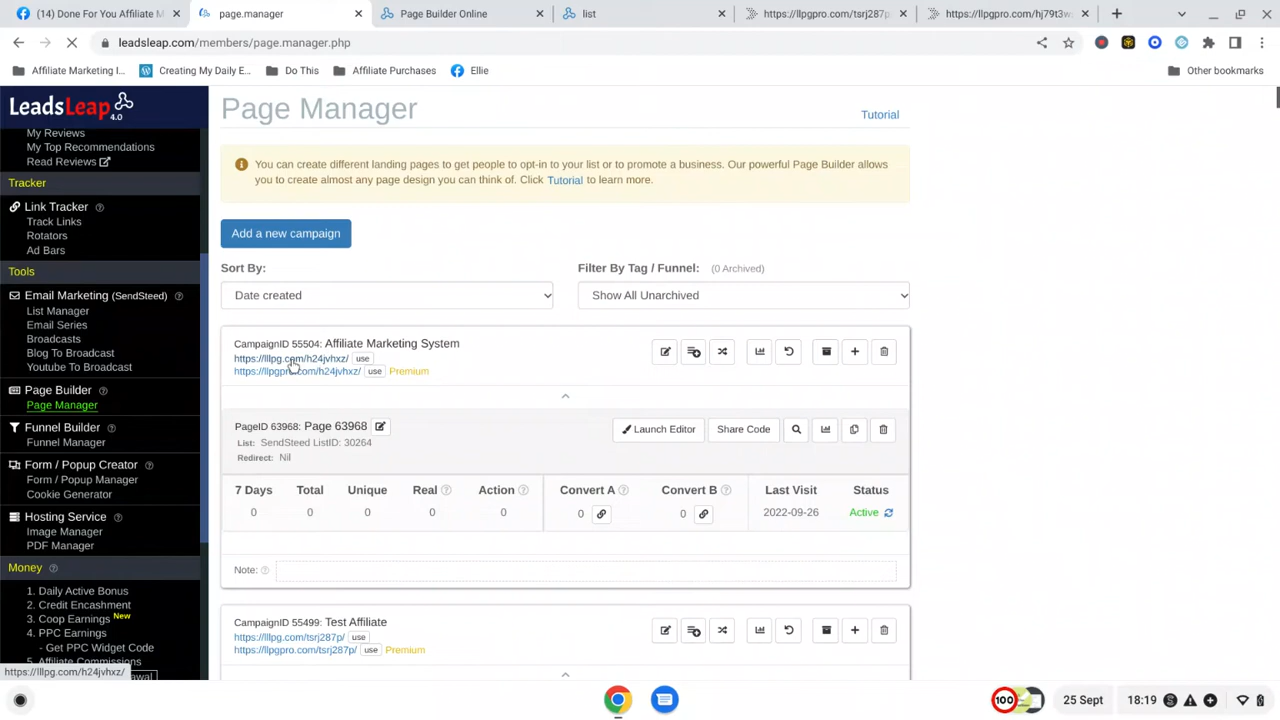 (14) Done For You Affiliate M
page.manager
Page Builder Online
list
https://llpgpro.com/tsrj287p
https://llpgpro.com/hj79t3w
leadsleap.com/members/page.manager.php
Affiliate Marketing I...
Creating My Daily E...
Do This
Affiliate Purchases
Ellie
Other bookmarks
LeadsLeap 4.0
My Reviews
My Top Recommendations
Read Reviews
Tracker
Link Tracker
Track Links
Rotators
Ad Bars
Tools
Email Marketing (SendSteed)
List Manager
Email Series
Broadcasts
Blog To Broadcast
Youtube To Broadcast
Page Builder
Page Manager
Funnel Builder
Funnel Manager
Form / Popup Creator
Form / Popup Manager
Cookie Generator
Hosting Service
Image Manager
PDF Manager
Money
1. Daily Active Bonus
2. Credit Encashment
3. Coop Earnings New
4. PPC Earnings
- Get PPC Widget Code
5. Affiliate Commissions
https://lllpg.com/h24jvhxz/
Page Manager
Tutorial
You can create different landing pages to get people to opt-in to your list or to promote a business. Our powerful Page Builder allows
you to create almost any page design you can think of. Click Tutorial to learn more.
Add a new campaign
Sort By:
Filter By Tag / Funnel: (0 Archived)
Date created
Show All Unarchived
CampaignID 55504: Affiliate Marketing System
https://lllpg.com/h24jvhxz/ use
https://llpgpro.com/h24jvhxz/ use Premium
PageID 63968: Page 63968
List: SendSteed ListID: 30264
Redirect: Nil
Launch Editor
Share Code
7 Days Total Unique Real Action Convert A Convert B Last Visit Status
0 0 0 0 0 0 0 2022-09-26 Active
Note:
CampaignID 55499: Test Affiliate
https://lllpg.com/tsrj287p/ use
https://llpgpro.com/tsrj287p/ use Premium
100
25 Sept
18:19